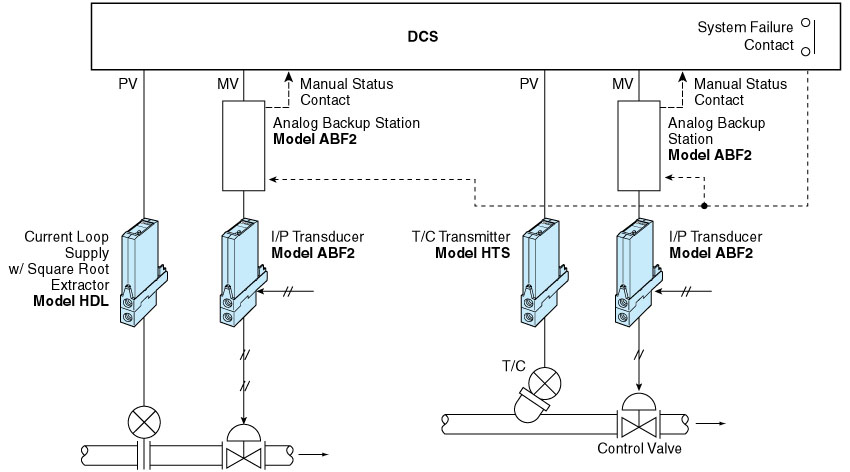 DCS
System Failure
Contact
PV
MV
Manual Status
Contact
Analog Backup Station
Model ABF2
PV
MV
Manual Status
Contact
Analog Backup
Station
Model ABF2
Current Loop
Supply
w/ Square Root
Extractor
Model HDL
I/P Transducer
Model ABF2
T/C Transmitter
Model HTS
I/P Transducer
Model ABF2
T/C
Control Valve